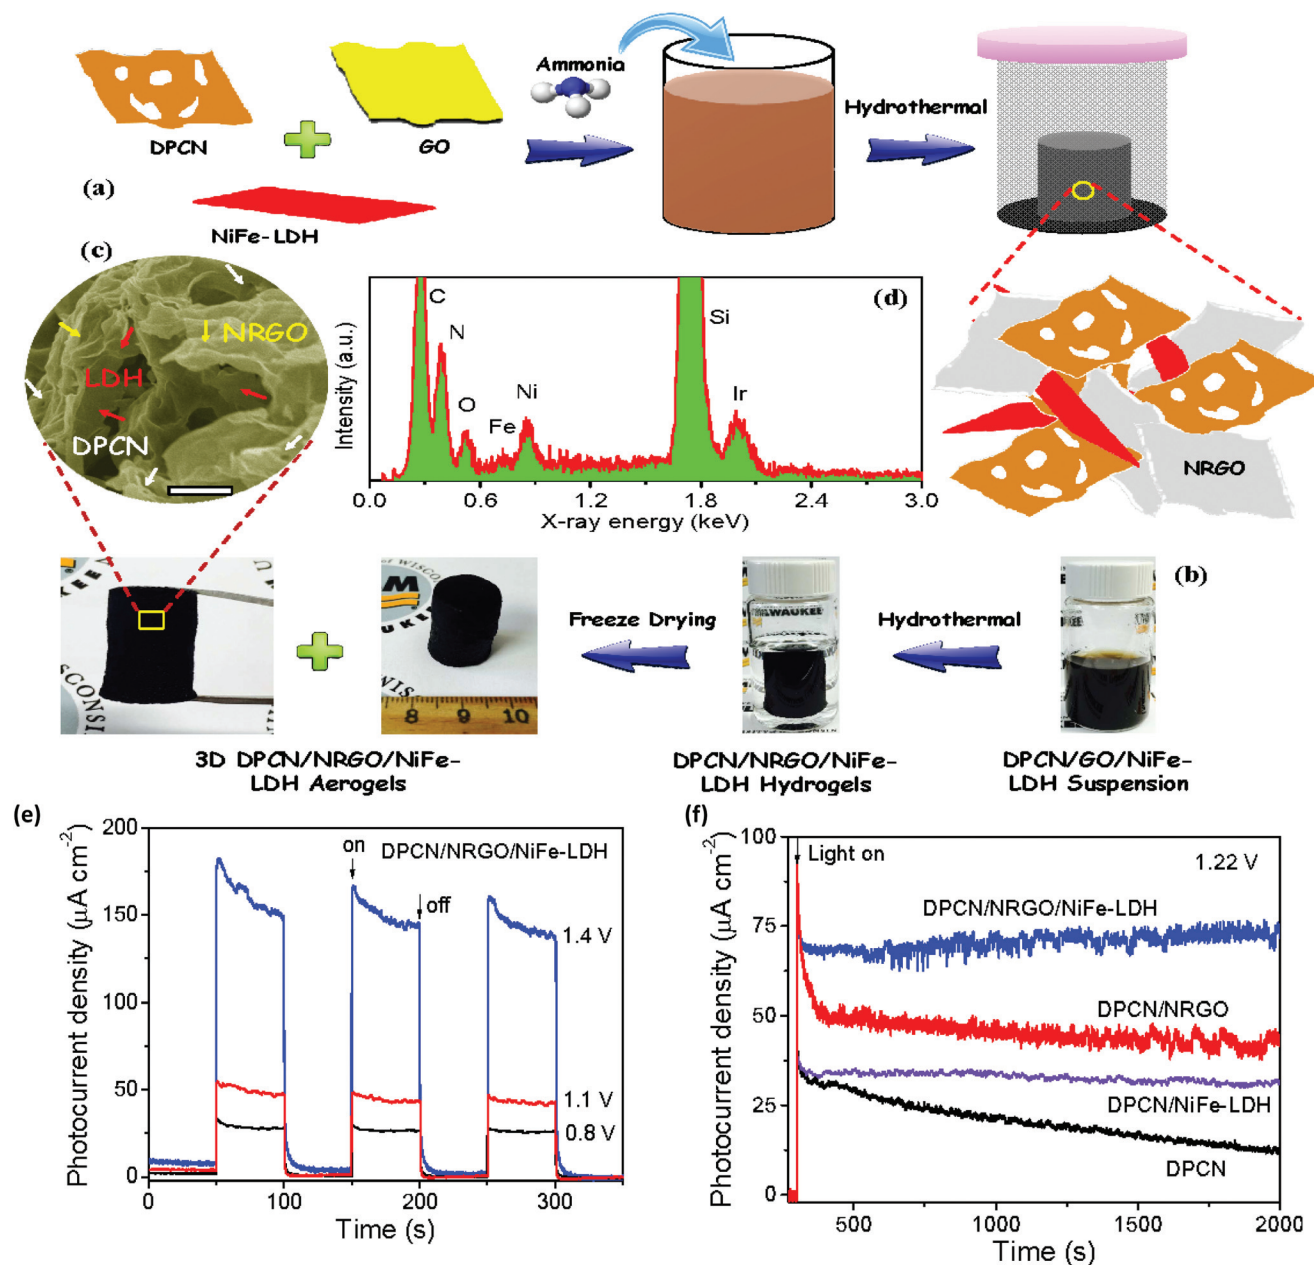 Ammonia
Hydrothermal
DPCN
GO
(a)
NiFe-LDH
(c)
NRGO
LDH
DPCN
(d)
C
N
O
Fe
Ni
Si
Ir
Intensity (a.u.)
0.0 0.6 1.2 1.8 2.4 3.0
X-ray energy (keV)
NRGO
(b)
Freeze Drying
Hydrothermal
WISCONSIN
8 9 10
3D DPCN/NRGO/NiFe-
LDH Aerogels
DPCN/NRGO/NiFe-
LDH Hydrogels
DPCN/GO/NiFe-
LDH Suspension
(e)
200
150
100
50
0
Photocurrent density (μA cm⁻²)
on
DPCN/NRGO/NiFe-LDH
off
1.4 V
1.1 V
0.8 V
0 100 200 300
Time (s)
(f)
100
75
50
25
0
Photocurrent density (μA cm⁻²)
Light on
1.22 V
DPCN/NRGO/NiFe-LDH
DPCN/NRGO
DPCN/NiFe-LDH
DPCN
500 1000 1500 2000
Time (s)